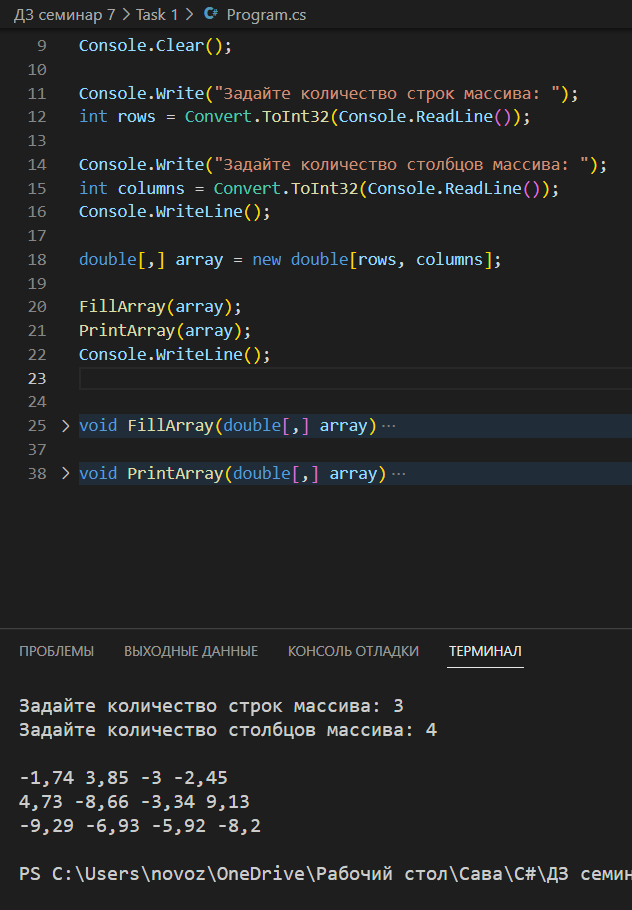 ДЗ семинар 7 > Task 1 > C# Program.cs
9 Console.Clear();
10
11 Console.Write("Задайте количество строк массива: ");
12 int rows = Convert.ToInt32(Console.ReadLine());
13
14 Console.Write("Задайте количество столбцов массива: ");
15 int columns = Convert.ToInt32(Console.ReadLine());
16 Console.WriteLine();
17
18 double[,] array = new double[rows, columns];
19
20 FillArray(array);
21 PrintArray(array);
22 Console.WriteLine();
23
24
25 > void FillArray(double[,] array) ···
37
38 > void PrintArray(double[,] array) ···
ПРОБЛЕМЫ ВЫХОДНЫЕ ДАННЫЕ КОНСОЛЬ ОТЛАДКИ ТЕРМИНАЛ
Задайте количество строк массива: 3
Задайте количество столбцов массива: 4
-1,74 3,85 -3 -2,45
4,73 -8,66 -3,34 9,13
-9,29 -6,93 -5,92 -8,2
PS C:\Users\novoz\OneDrive\Рабочий стол\Сава\C#\ДЗ семин